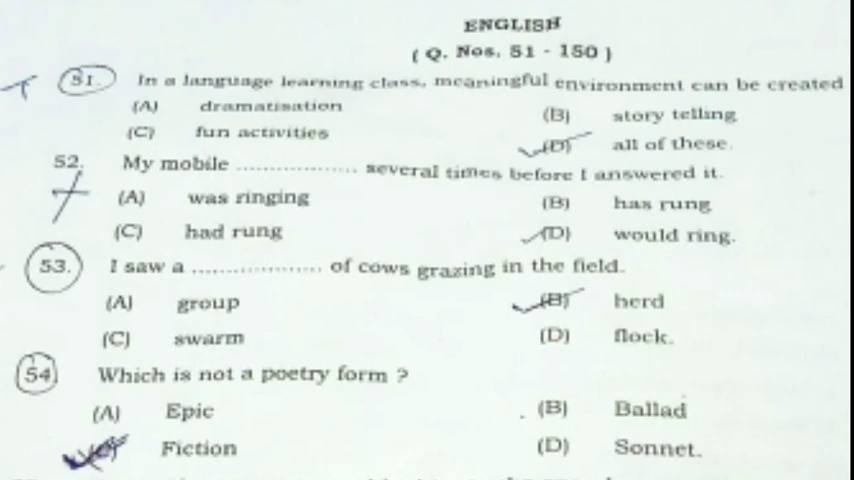 ENGLISH
( Q. Nos. 51 - 150 )
51. In a language learning class, meaningful environment can be created
(A) dramatisation (B) story telling
(C) fun activities (D) all of these.
52. My mobile .................. several times before I answered it.
(A) was ringing (B) has rung
(C) had rung (D) would ring.
53. I saw a .................... of cows grazing in the field.
(A) group (B) herd
(C) swarm (D) flock.
54 Which is not a poetry form ?
(A) Epic (B) Ballad
Fiction (D) Sonnet.